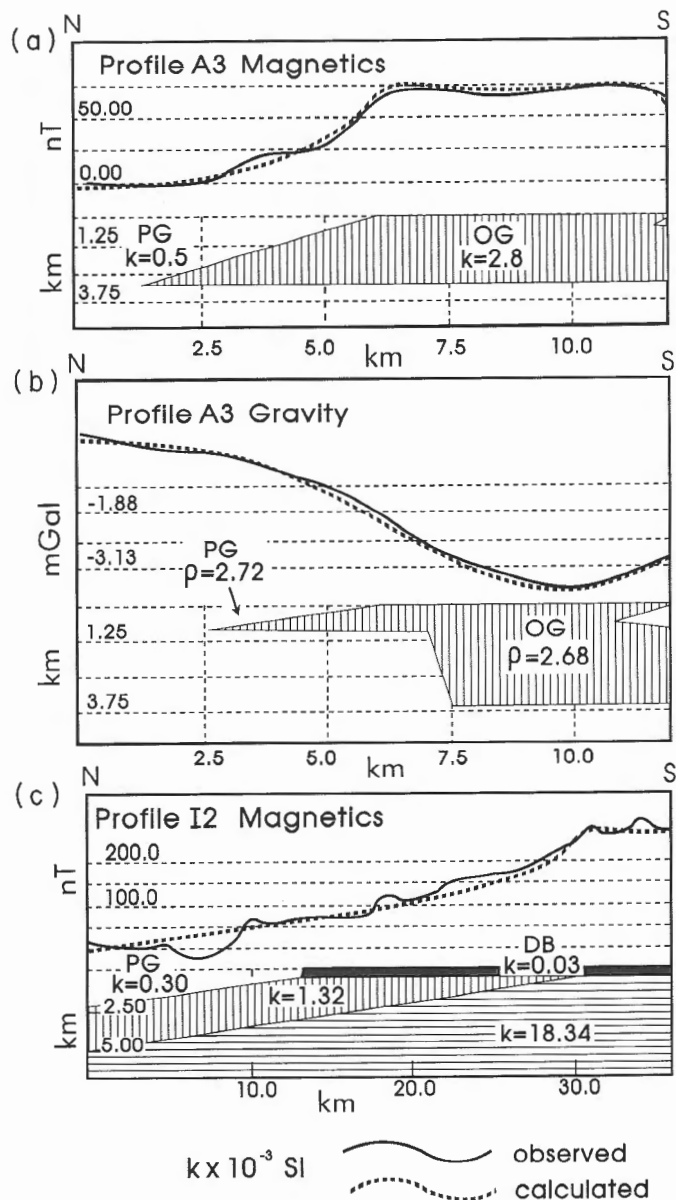 N S
(a)
Profile A3 Magnetics
nT
50.00
0.00
km
1.25
3.75
PG
k=0.5
OG
k=2.8
2.5 5.0 7.5 10.0
km
N S
(b)
Profile A3 Gravity
mGal
-1.88
-3.13
PG
ρ=2.72
km
1.25
3.75
OG
ρ=2.68
2.5 5.0 7.5 10.0
km
N S
(c)
Profile I2 Magnetics
nT
200.0
100.0
PG
k=0.30
DB
k=0.03
km
2.50
5.00
k=1.32
k=18.34
10.0 20.0 30.0
km
k x 10⁻³ SI
observed
calculated